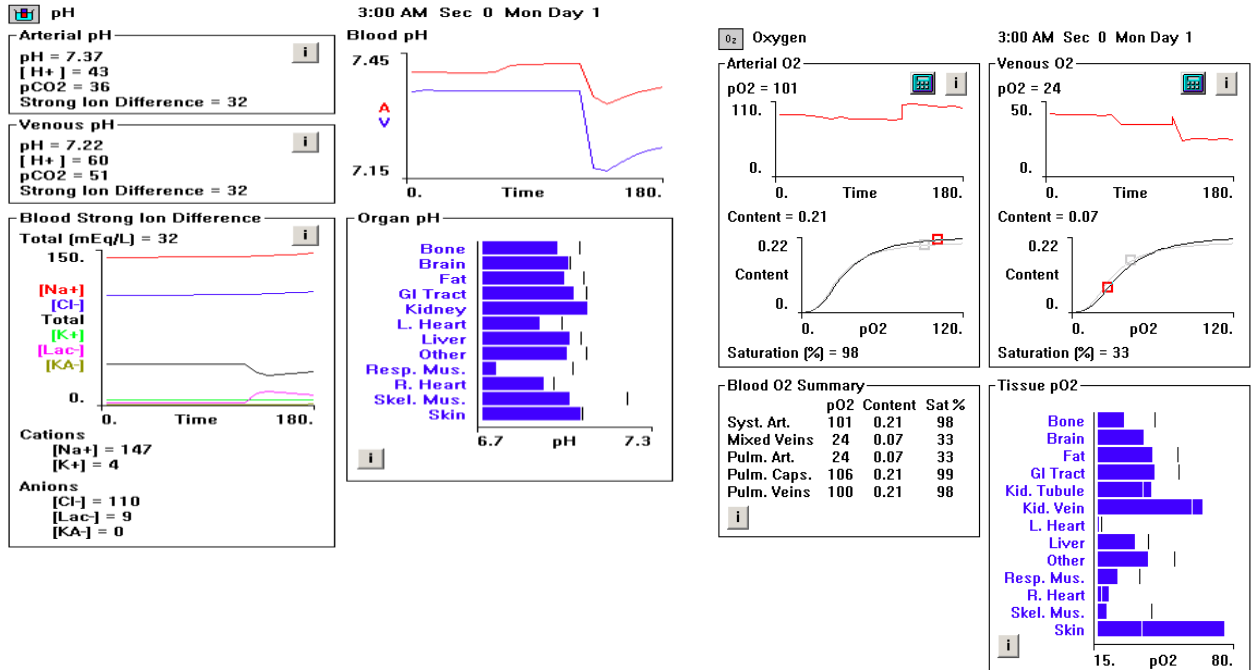 pH
3:00 AM Sec 0 Mon Day 1
Arterial pH
i
pH = 7.37
[ H+ ] = 43
pCO2 = 36
Strong Ion Difference = 32
Venous pH
i
pH = 7.22
[ H+ ] = 60
pCO2 = 51
Strong Ion Difference = 32
Blood pH
7.45
A
V
7.15
0. Time 180.
Blood Strong Ion Difference
Total (mEq/L) = 32
i
150.
[Na+]
[Cl-]
Total
[K+]
[Lac-]
[KA-]
0.
0. Time 180.
Cations
[Na+] = 147
[K+] = 4
Anions
[Cl-] = 110
[Lac-] = 9
[KA-] = 0
Organ pH
Bone
Brain
Fat
GI Tract
Kidney
L. Heart
Liver
Other
Resp. Mus.
R. Heart
Skel. Mus.
Skin
6.7 pH 7.3
i
O2 Oxygen
3:00 AM Sec 0 Mon Day 1
Arterial O2
i
pO2 = 101
110.
0.
0. Time 180.
Content = 0.21
0.22
Content
0.
0. pO2 120.
Saturation (%) = 98
Venous O2
i
pO2 = 24
50.
0.
0. Time 180.
Content = 0.07
0.22
Content
0.
0. pO2 120.
Saturation (%) = 33
Blood O2 Summary
pO2 Content Sat %
Syst. Art. 101 0.21 98
Mixed Veins 24 0.07 33
Pulm. Art. 24 0.07 33
Pulm. Caps. 106 0.21 99
Pulm. Veins 100 0.21 98
i
Tissue pO2
Bone
Brain
Fat
GI Tract
Kid. Tubule
Kid. Vein
L. Heart
Liver
Other
Resp. Mus.
R. Heart
Skel. Mus.
Skin
i
15. pO2 80.